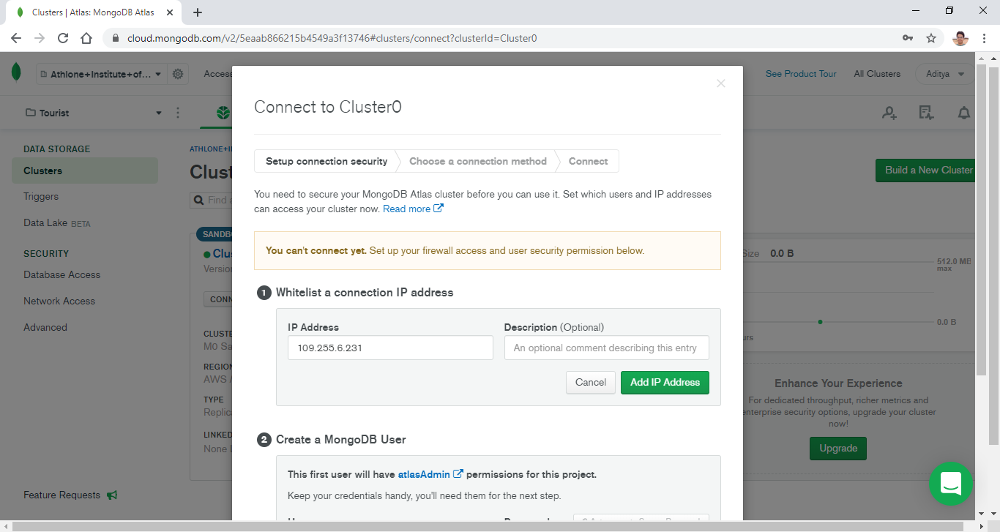 Clusters | Atlas: MongoDB Atlas
cloud.mongodb.com/v2/5eaab866215b4549a3f13746#clusters/connect?clusterId=Cluster0
Athlone+Institute+of...
Access
See Product Tour
All Clusters
Aditya
Tourist
DATA STORAGE
Clusters
Triggers
Data Lake BETA
SECURITY
Database Access
Network Access
Advanced
Feature Requests
ATHLONE+I
Clust
Find a
SANDB
Clu
Version
CONN
CLUSTE
M0 Sa
REGION
AWS
TYPE
Replic
LINKED
None
Connect to Cluster0
Setup connection security
Choose a connection method
Connect
You need to secure your MongoDB Atlas cluster before you can use it. Set which users and IP addresses
can access your cluster now. Read more
You can't connect yet. Set up your firewall access and user security permission below.
1 Whitelist a connection IP address
IP Address
Description (Optional)
109.255.6.231
An optional comment describing this entry
Cancel
Add IP Address
2 Create a MongoDB User
This first user will have atlasAdmin permissions for this project.
Keep your credentials handy, you'll need them for the next step.
Build a New Cluster
Size 0.0 B
512.0 MB
max
0.0 B
urs
Enhance Your Experience
For dedicated throughput, richer metrics and
enterprise security options, upgrade your cluster
now!
Upgrade